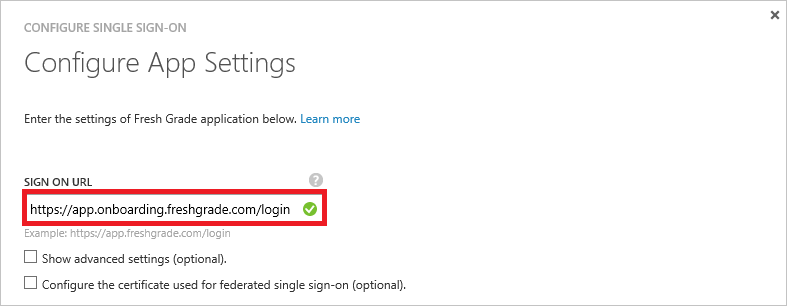 CONFIGURE SINGLE SIGN-ON
Configure App Settings
Enter the settings of Fresh Grade application below. Learn more
SIGN ON URL ?
https://app.onboarding.freshgrade.com/login
Example: https://app.freshgrade.com/login
Show advanced settings (optional).
Configure the certificate used for federated single sign-on (optional).